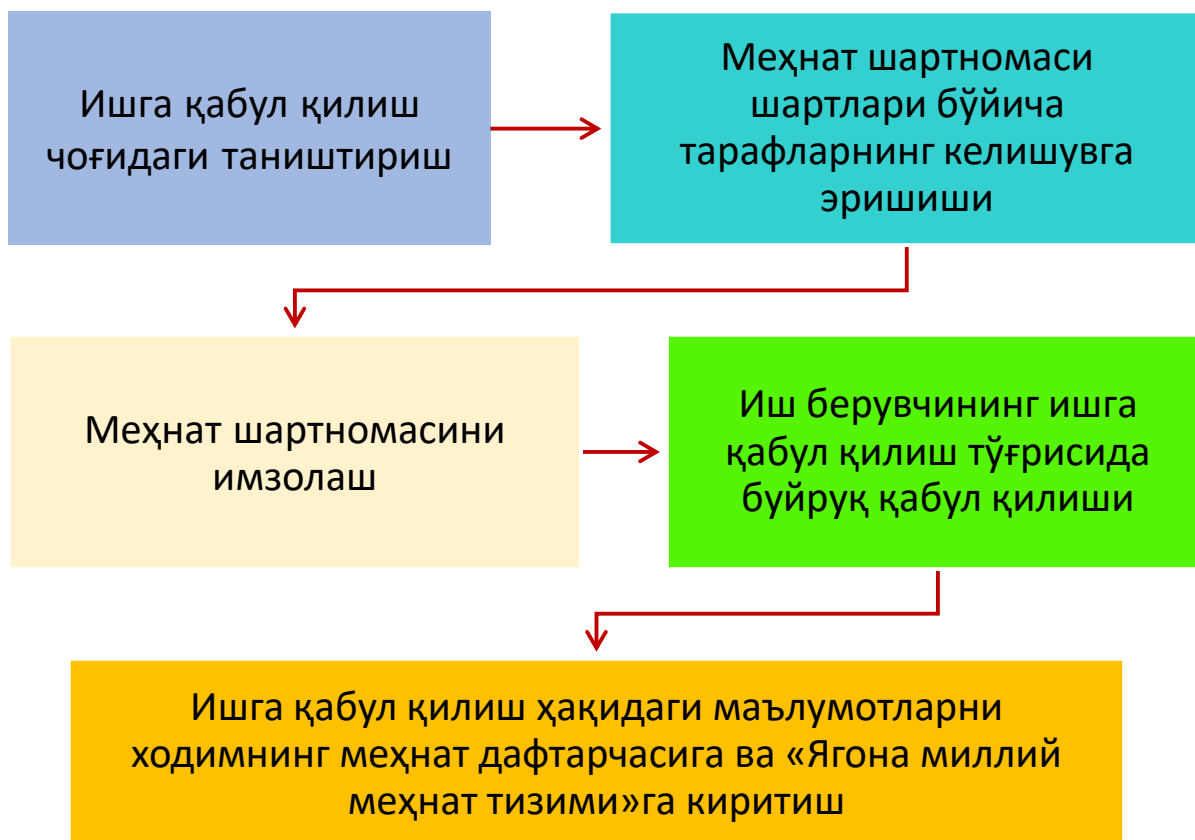 Ишга қабул қилиш
чоғидаги таништириш
Меҳнат шартномаси
шартлари бўйича
тарафларнинг келишувга
эришиши
Меҳнат шартномасини
имзолаш
Иш берувчининг ишга
қабул қилиш тўғрисида
буйруқ қабул қилиши
Ишга қабул қилиш ҳақидаги маълумотларни
ходимнинг меҳнат дафтарчасига ва «Ягона миллий
меҳнат тизими»га киритиш